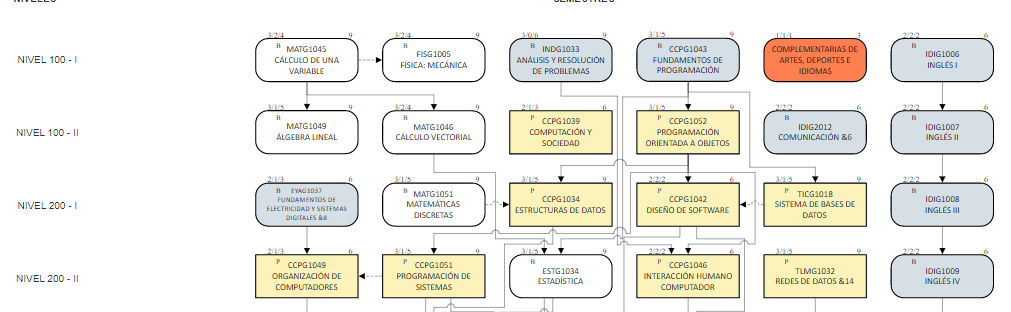 NIVELES SEMESTRES
NIVEL 100 - I
3/2/4 9
B MATG1045
CÁLCULO DE UNA
VARIABLE
3/2/4 9
B FISG1005
FÍSICA: MECÁNICA
3/0/6 9
B INDG1033
ANÁLISIS Y RESOLUCIÓN
DE PROBLEMAS
3/1/5 9
B CCPG1043
FUNDAMENTOS DE
PROGRAMACIÓN
1/1/1 3
COMPLEMENTARIAS DE
ARTES, DEPORTES E
IDIOMAS
2/2/2 6
B IDIG1006
INGLÉS I
NIVEL 100 - II
3/1/5 9
B MATG1049
ÁLGEBRA LINEAL
3/2/4 9
B MATG1046
CÁLCULO VECTORIAL
2/1/3 6
P CCPG1039
COMPUTACIÓN Y
SOCIEDAD
3/1/5 9
P CCPG1052
PROGRAMACIÓN
ORIENTADA A OBJETOS
2/2/2 6
B IDIG2012
COMUNICACIÓN &6
2/2/2 6
B IDIG1007
INGLÉS II
NIVEL 200 - I
2/1/3 6
B EYAG1037
FUNDAMENTOS DE
ELECTRICIDAD Y SISTEMAS
DIGITALES &8
3/1/5 9
B MATG1051
MATEMÁTICAS
DISCRETAS
3/1/5 9
P CCPG1034
ESTRUCTURAS DE DATOS
2/2/2 6
P CCPG1042
DISEÑO DE SOFTWARE
3/1/5 9
P TICG1018
SISTEMA DE BASES DE
DATOS
2/2/2 6
B IDIG1008
INGLÉS III
NIVEL 200 - II
2/1/3 6
P CCPG1049
ORGANIZACIÓN DE
COMPUTADORES
3/1/5 9
P CCPG1051
PROGRAMACIÓN DE
SISTEMAS
3/1/5 9
B
ESTG1034
ESTADÍSTICA
2/2/2 6
P CCPG1046
INTERACCIÓN HUMANO
COMPUTADOR
3/1/5 9
P
TLMG1032
REDES DE DATOS &14
2/2/2 6
B IDIG1009
INGLÉS IV